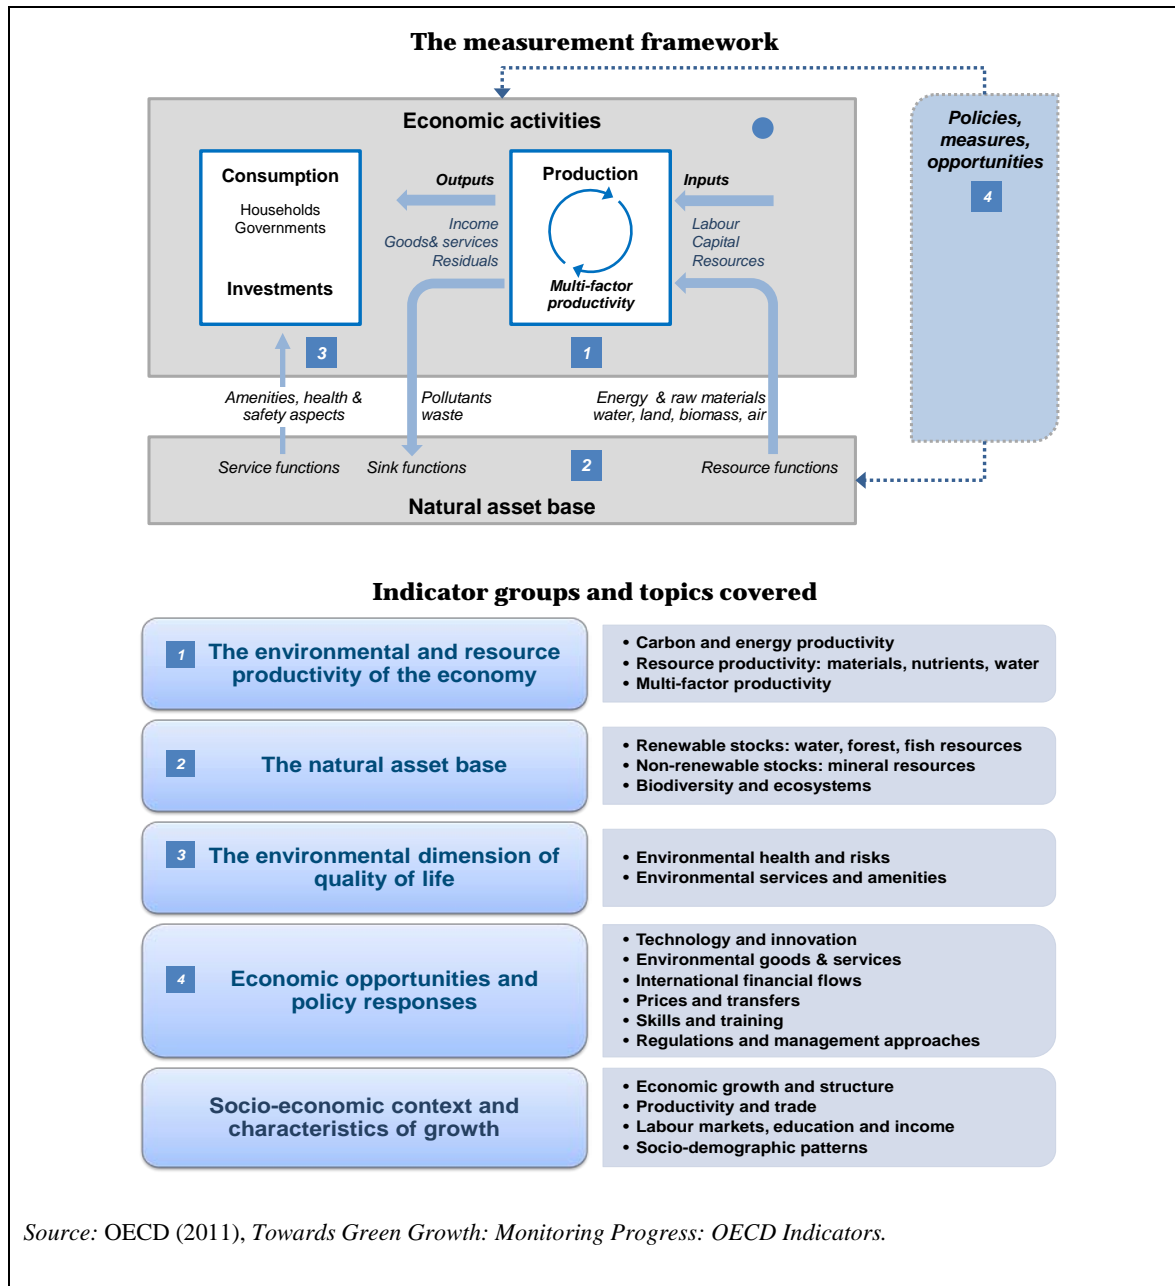 The measurement framework
Economic activities
Policies,
measures,
opportunities
4
Consumption
Households
Governments
Investments
3
Outputs
Income
Goods& services
Residuals
Production
Multi-factor
productivity
1
Inputs
Labour
Capital
Resources
Amenities, health &
safety aspects
Pollutants
waste
Energy & raw materials
water, land, biomass, air
Service functions
Sink functions
2
Resource functions
Natural asset base
Indicator groups and topics covered
1
The environmental and resource
productivity of the economy
• Carbon and energy productivity
• Resource productivity: materials, nutrients, water
• Multi-factor productivity
2
The natural asset base
• Renewable stocks: water, forest, fish resources
• Non-renewable stocks: mineral resources
• Biodiversity and ecosystems
3
The environmental dimension of
quality of life
• Environmental health and risks
• Environmental services and amenities
4
Economic opportunities and
policy responses
• Technology and innovation
• Environmental goods & services
• International financial flows
• Prices and transfers
• Skills and training
• Regulations and management approaches
Socio-economic context and
characteristics of growth
• Economic growth and structure
• Productivity and trade
• Labour markets, education and income
• Socio-demographic patterns
Source: OECD (2011), Towards Green Growth: Monitoring Progress: OECD Indicators.